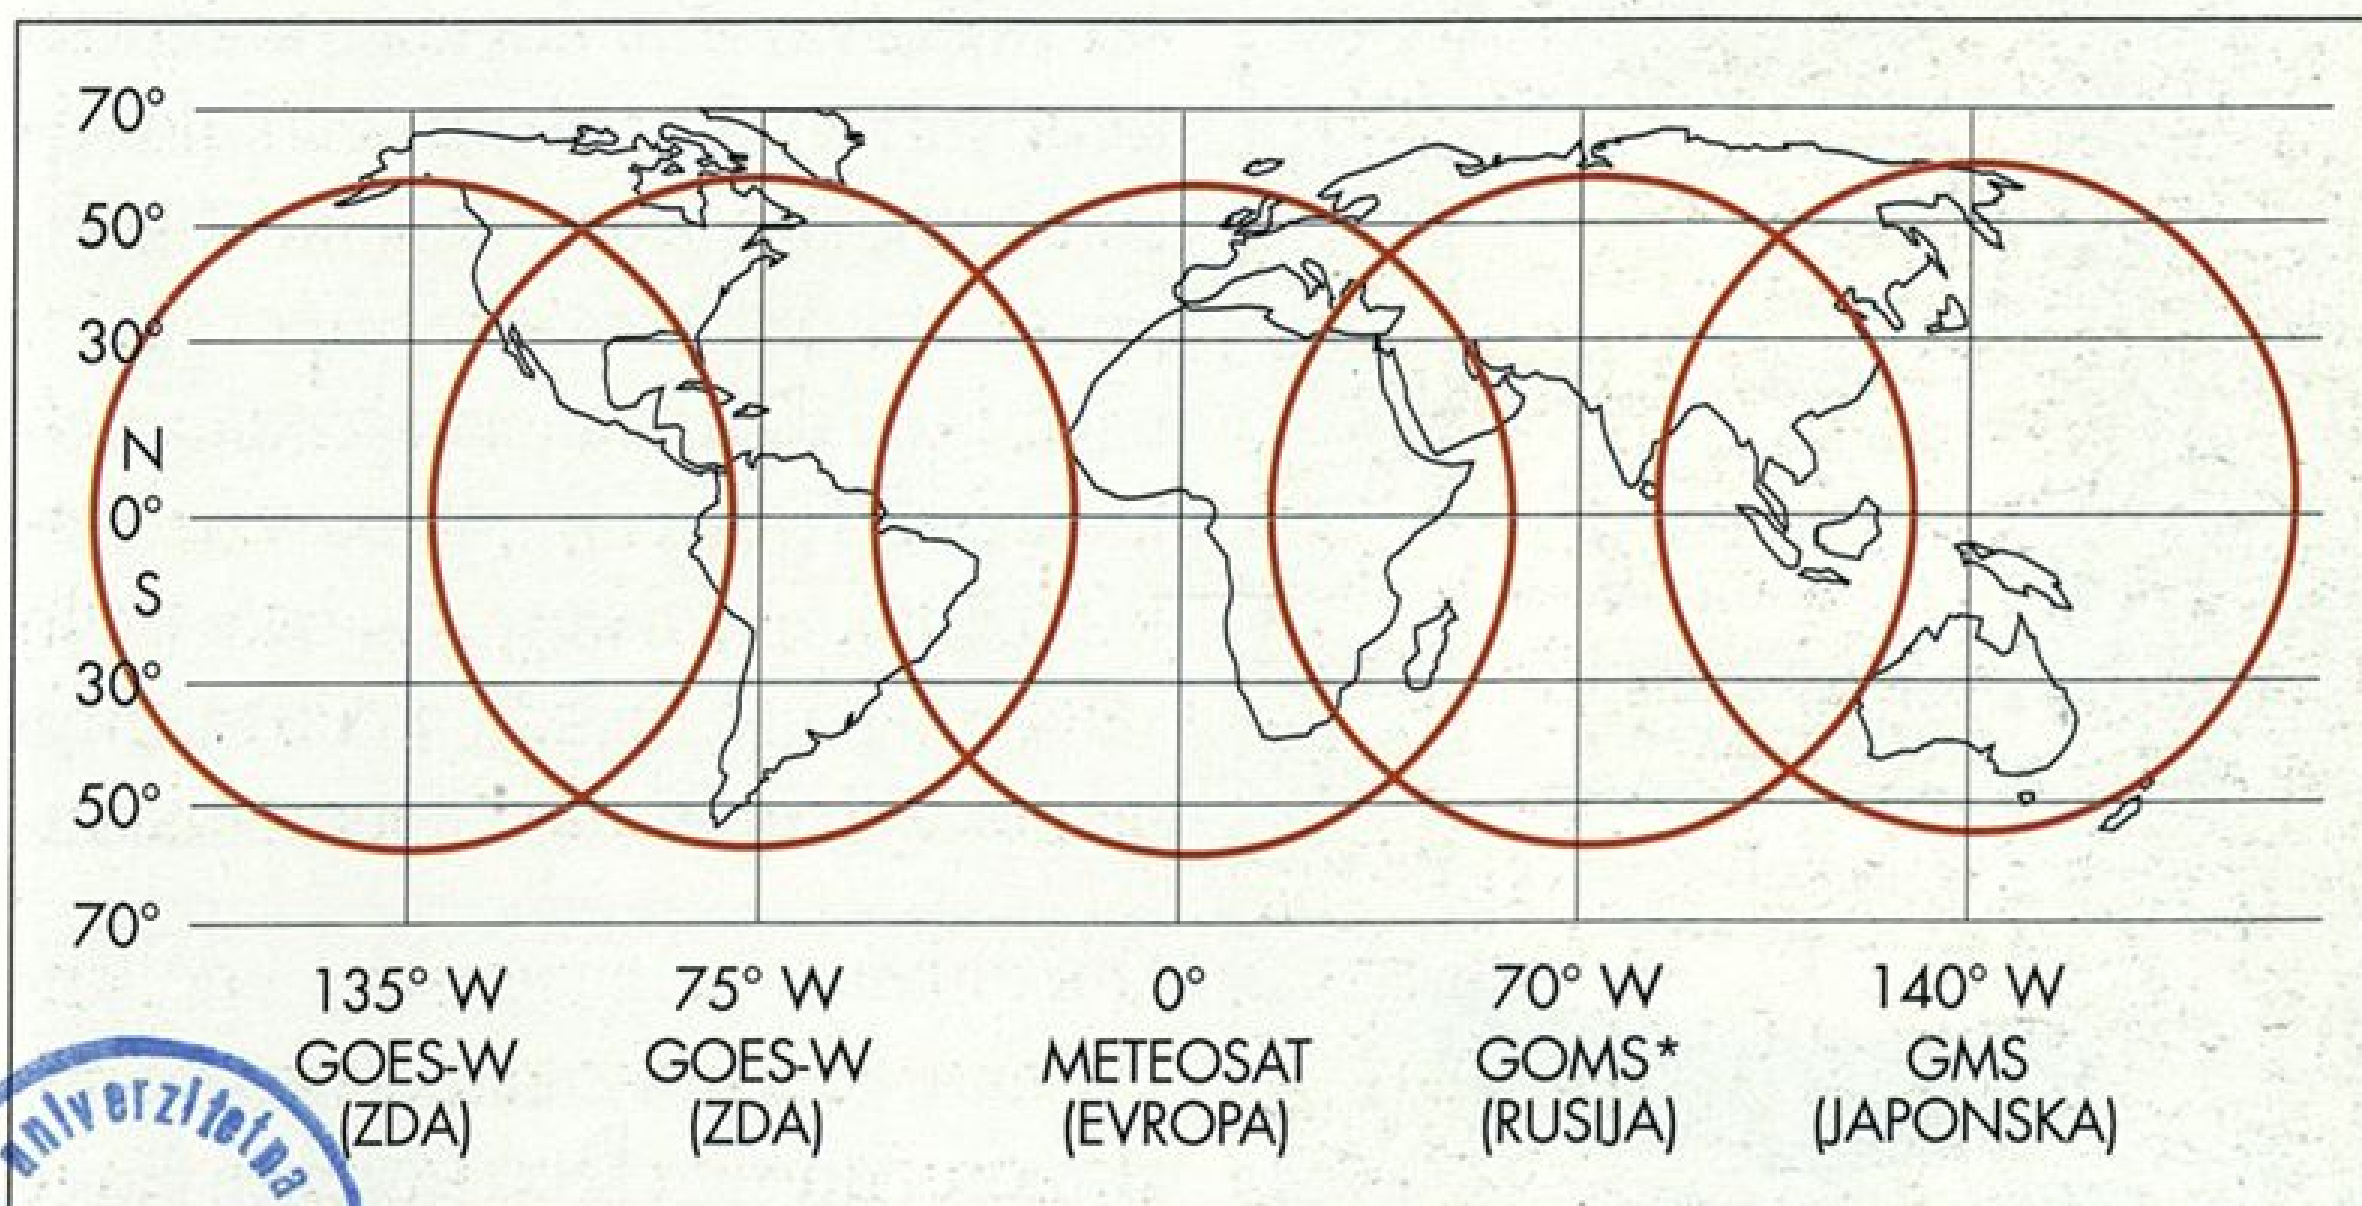 70°
50°
30°
N
0°
S
30°
50°
70°
135° W 75° W 0° 70° W 140° W
GOES-W GOES-W METEOSAT GOMS* GMS
(ZDA) (ZDA) (EVROPA) (RUSIJA) (JAPONSKA)
univerzitetna